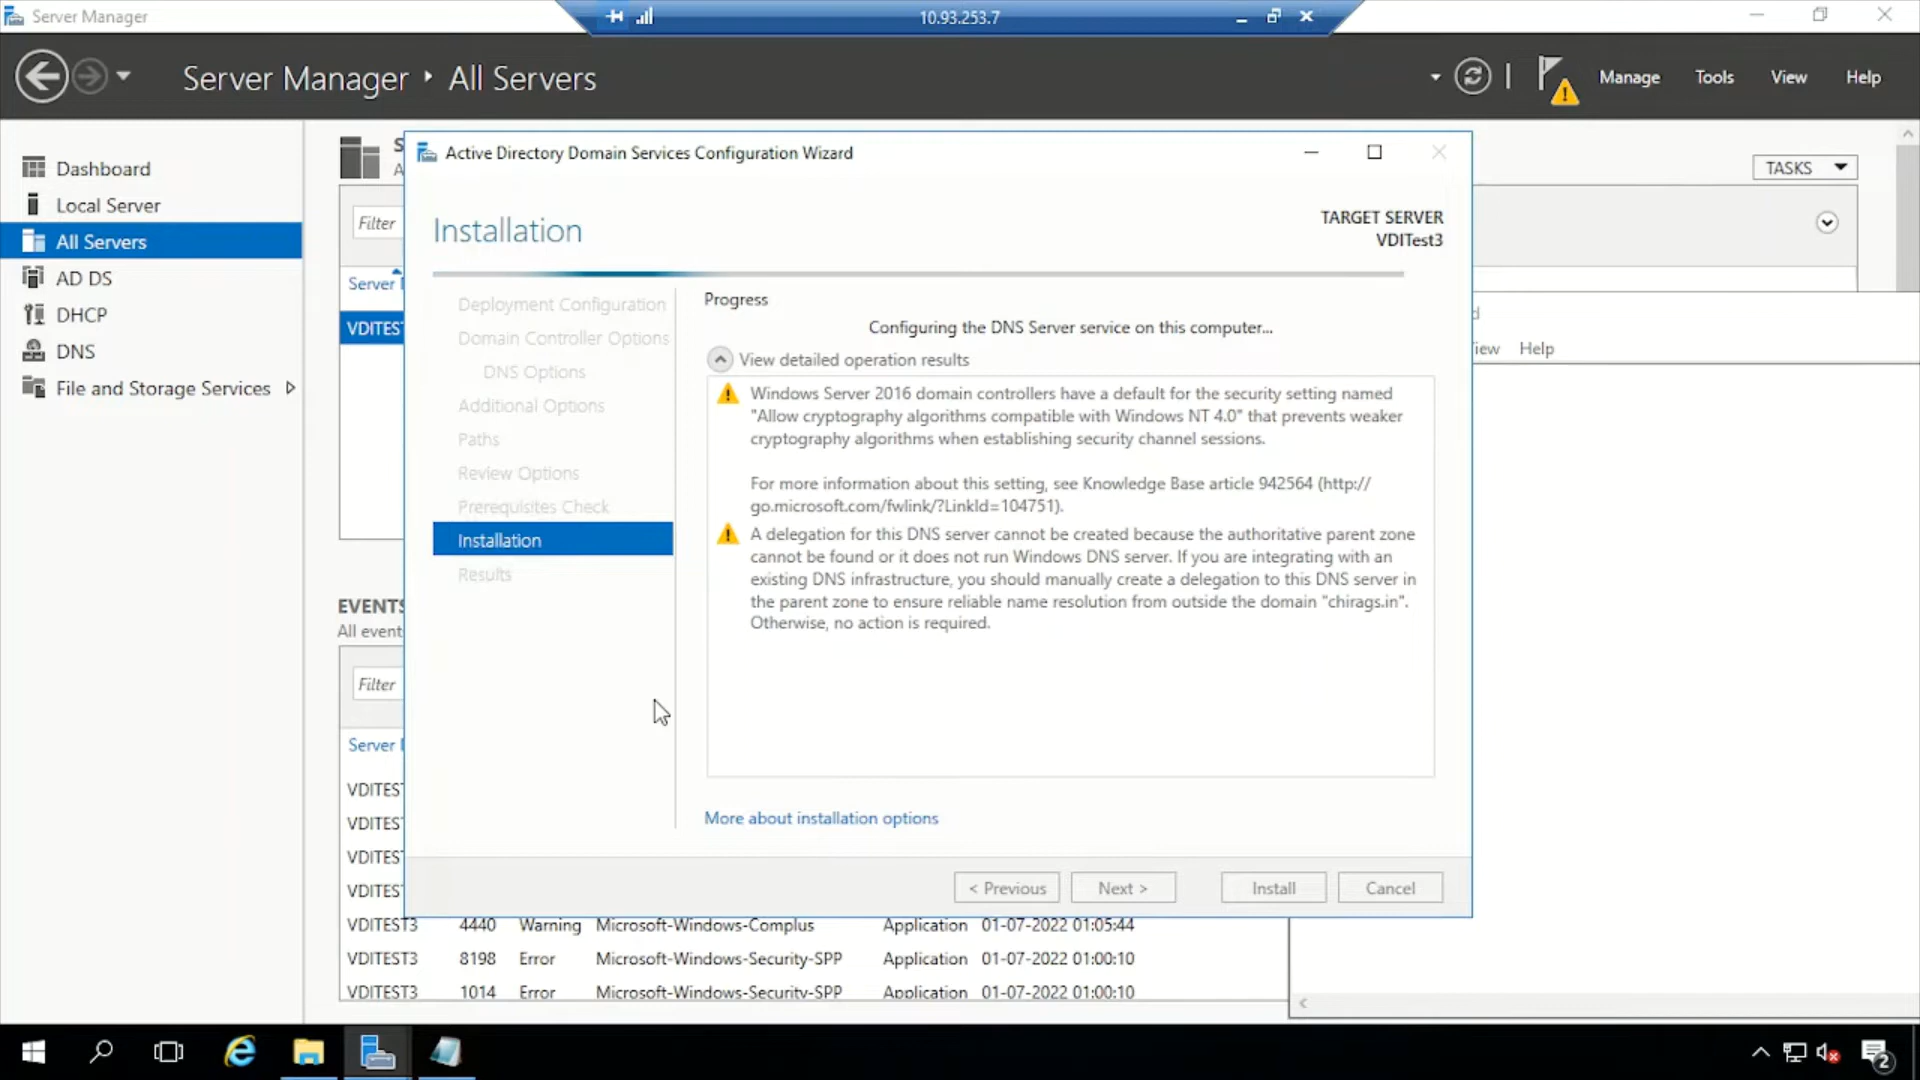 Server Manager
10.93.253.7
Server Manager • All Servers
Manage Tools View Help
Dashboard
Local Server
All Servers
AD DS
DHCP
DNS
File and Storage Services
TASKS
Filter
Server
VDITEST
View Help
Active Directory Domain Services Configuration Wizard
Installation
TARGET SERVER
VDITest3
Deployment Configuration
Domain Controller Options
DNS Options
Additional Options
Paths
Review Options
Prerequisites Check
Installation
Results
Progress
Configuring the DNS Server service on this computer...
View detailed operation results
Windows Server 2016 domain controllers have a default for the security setting named
"Allow cryptography algorithms compatible with Windows NT 4.0" that prevents weaker
cryptography algorithms when establishing security channel sessions.
For more information about this setting, see Knowledge Base article 942564 (http://
go.microsoft.com/fwlink/?LinkId=104751).
A delegation for this DNS server cannot be created because the authoritative parent zone
cannot be found or it does not run Windows DNS server. If you are integrating with an
existing DNS infrastructure, you should manually create a delegation to this DNS server in
the parent zone to ensure reliable name resolution from outside the domain "chirags.in".
Otherwise, no action is required.
More about installation options
< Previous
Next >
Install
Cancel
EVENTS
All event
Filter
Server
VDITES
VDITES
VDITES
VDITES
VDITEST3 4440 Warning Microsoft-Windows-Complus Application 01-07-2022 01:05:44
VDITEST3 8198 Error Microsoft-Windows-Security-SPP Application 01-07-2022 01:00:10
VDITEST3 1014 Error Microsoft-Windows-Security-SPP Application 01-07-2022 01:00:10
2